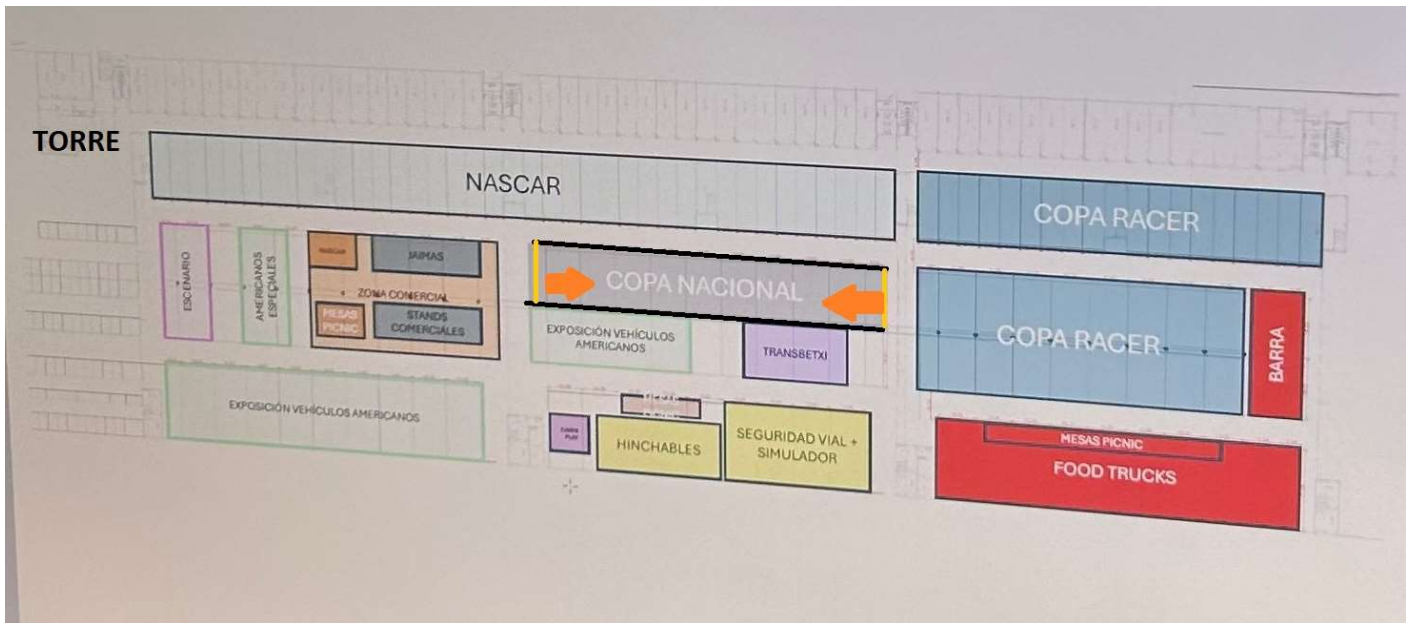 TORRE
NASCAR
COPA RACER
ESCENARIO
AMERICANOS
ESPECIALES
NASCAR
JAIMAS
ZONA COMERCIAL
MESAS
PICNIC
STANDS
COMERCIALES
COPA NACIONAL
EXPOSICIÓN VEHÍCULOS
AMERICANOS
TRANSBETXI
COPA RACER
BARRA
EXPOSICIÓN VEHÍCULOS AMERICANOS
HINCHABLES
SEGURIDAD VIAL +
SIMULADOR
MESAS PICNIC
FOOD TRUCKS